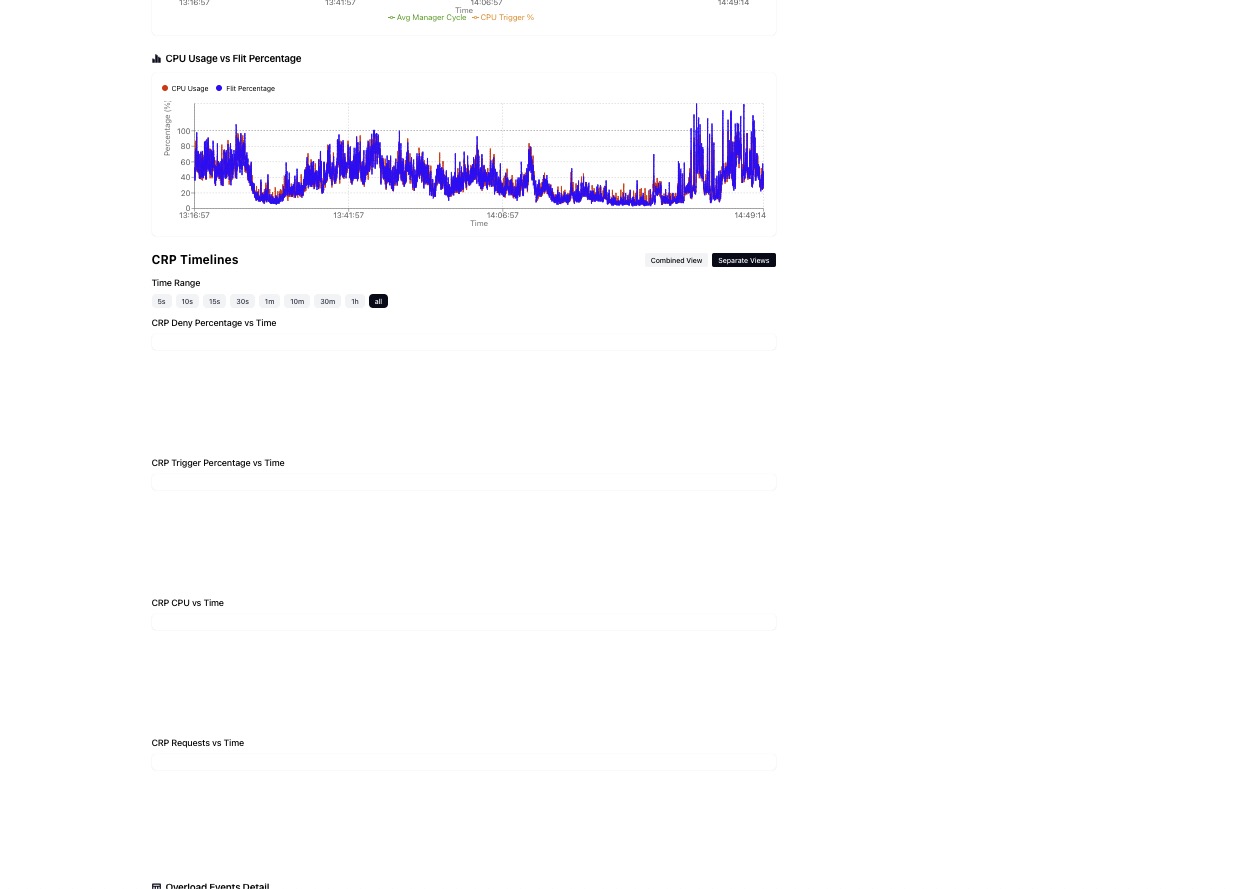 13:16:57 13:41:57 14:06:57 14:49:14
Time
Avg Manager Cycle CPU Trigger %
CPU Usage vs Flit Percentage
CPU Usage Flit Percentage
Percentage (%)
100
80
60
40
20
0
13:16:57 13:41:57 14:06:57 14:49:14
Time
CRP Timelines
Combined View Separate Views
Time Range
5s 10s 15s 30s 1m 10m 30m 1h all
CRP Deny Percentage vs Time
CRP Trigger Percentage vs Time
CRP CPU vs Time
CRP Requests vs Time
Overload Events Detail